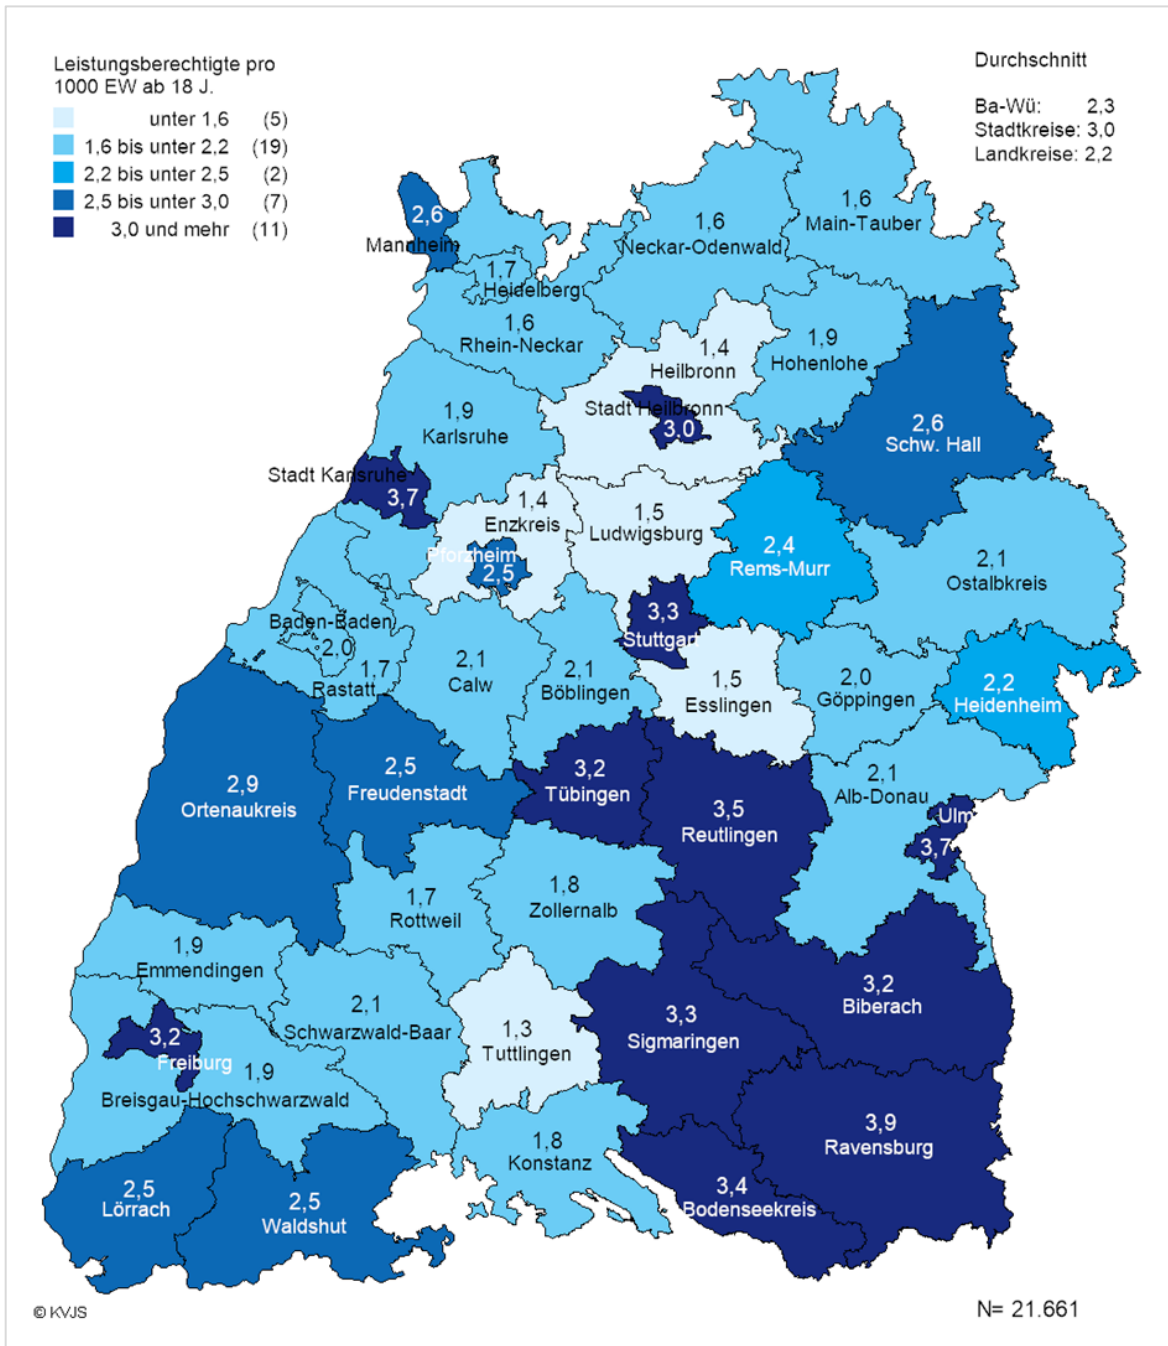 Leistungsberechtigte pro
1000 EW ab 18 J.
unter 1,6 (5)
1,6 bis unter 2,2 (19)
2,2 bis unter 2,5 (2)
2,5 bis unter 3,0 (7)
3,0 und mehr (11)
Durchschnitt
Ba-Wü: 2,3
Stadtkreise: 3,0
Landkreise: 2,2
2,6
Mannheim
1,7
Heidelberg
1,6
Rhein-Neckar
1,6
Neckar-Odenwald
1,6
Main-Tauber
1,4
Heilbronn
Stadt Heilbronn
3,0
1,9
Hohenlohe
2,6
Schw. Hall
1,9
Karlsruhe
Stadt Karlsruhe
3,7
1,4
Enzkreis
Pforzheim
2,5
1,5
Ludwigsburg
2,4
Rems-Murr
2,1
Ostalbkreis
Baden-Baden
2,0
1,7
Rastatt
2,1
Calw
2,1
Böblingen
3,3
Stuttgart
1,5
Esslingen
2,0
Göppingen
2,2
Heidenheim
2,9
Ortenaukreis
2,5
Freudenstadt
3,2
Tübingen
3,5
Reutlingen
2,1
Alb-Donau
Ulm
3,7
1,7
Rottweil
1,8
Zollernalb
1,9
Emmendingen
2,1
Schwarzwald-Baar
1,3
Tuttlingen
3,3
Sigmaringen
3,2
Biberach
3,2
Freiburg
1,9
Breisgau-Hochschwarzwald
1,8
Konstanz
3,9
Ravensburg
3,4
Bodenseekreis
2,5
Lörrach
2,5
Waldshut
© KVJS
N= 21.661